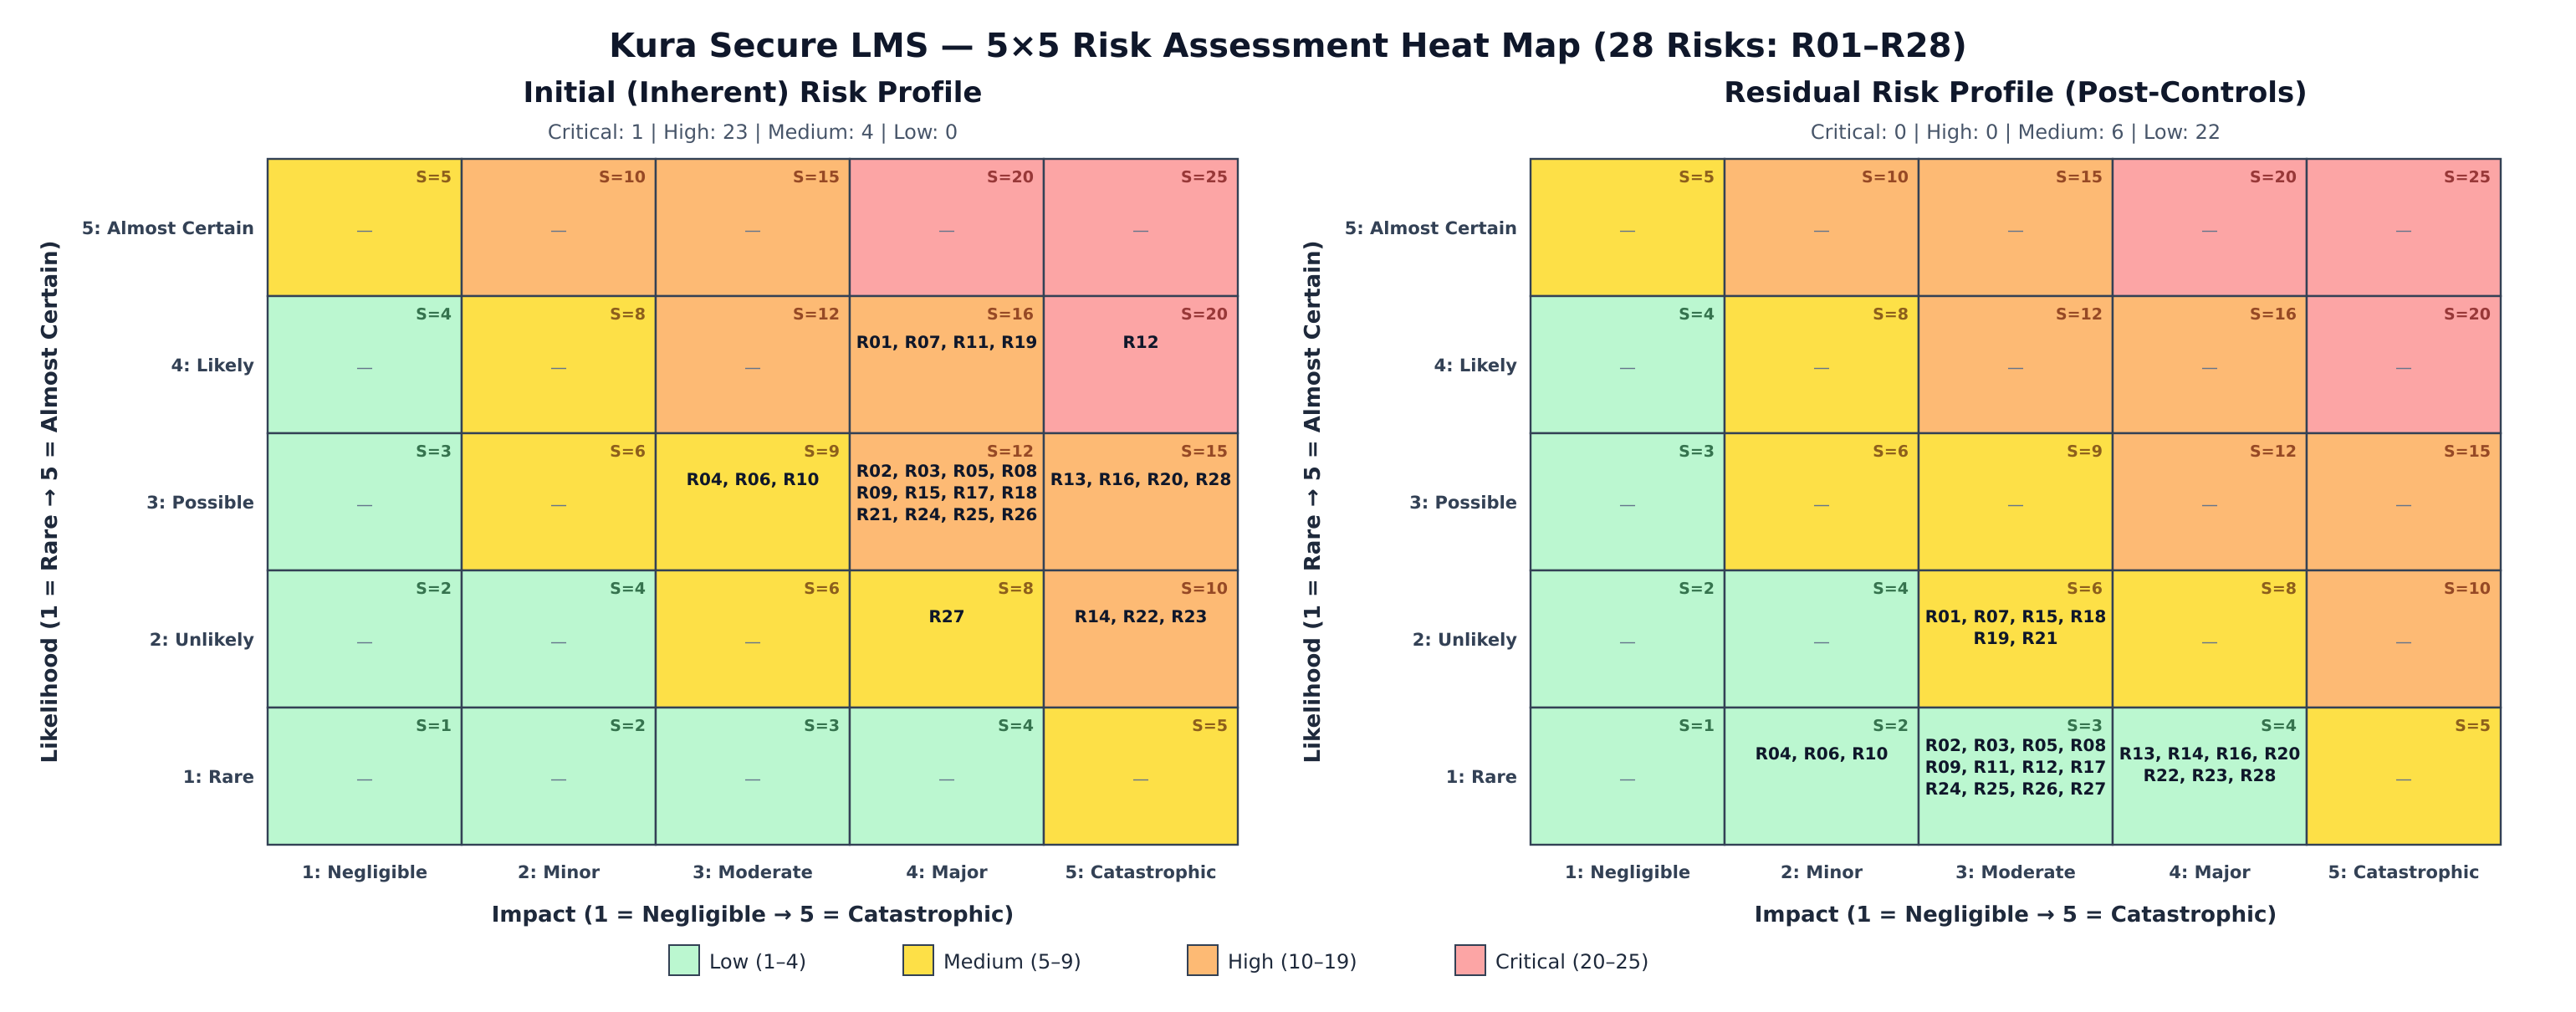 Kura Secure LMS — 5×5 Risk Assessment Heat Map (28 Risks: R01–R28)
Initial (Inherent) Risk Profile
Critical: 1 | High: 23 | Medium: 4 | Low: 0
Likelihood (1 = Rare → 5 = Almost Certain)
5: Almost Certain
S=5
—
S=10
—
S=15
—
S=20
—
S=25
—
4: Likely
S=4
—
S=8
—
S=12
—
S=16
R01, R07, R11, R19
S=20
R12
3: Possible
S=3
—
S=6
—
S=9
R04, R06, R10
S=12
R02, R03, R05, R08
R09, R15, R17, R18
R21, R24, R25, R26
S=15
R13, R16, R20, R28
2: Unlikely
S=2
—
S=4
—
S=6
—
S=8
R27
S=10
R14, R22, R23
1: Rare
S=1
—
S=2
—
S=3
—
S=4
—
S=5
—
1: Negligible
2: Minor
3: Moderate
4: Major
5: Catastrophic
Impact (1 = Negligible → 5 = Catastrophic)
Residual Risk Profile (Post-Controls)
Critical: 0 | High: 0 | Medium: 6 | Low: 22
Likelihood (1 = Rare → 5 = Almost Certain)
5: Almost Certain
S=5
—
S=10
—
S=15
—
S=20
—
S=25
—
4: Likely
S=4
—
S=8
—
S=12
—
S=16
—
S=20
—
3: Possible
S=3
—
S=6
—
S=9
—
S=12
—
S=15
—
2: Unlikely
S=2
—
S=4
—
S=6
R01, R07, R15, R18
R19, R21
S=8
—
S=10
—
1: Rare
S=1
—
S=2
R04, R06, R10
S=3
R02, R03, R05, R08
R09, R11, R12, R17
R24, R25, R26, R27
S=4
R13, R14, R16, R20
R22, R23, R28
S=5
—
1: Negligible
2: Minor
3: Moderate
4: Major
5: Catastrophic
Impact (1 = Negligible → 5 = Catastrophic)
Low (1–4)
Medium (5–9)
High (10–19)
Critical (20–25)